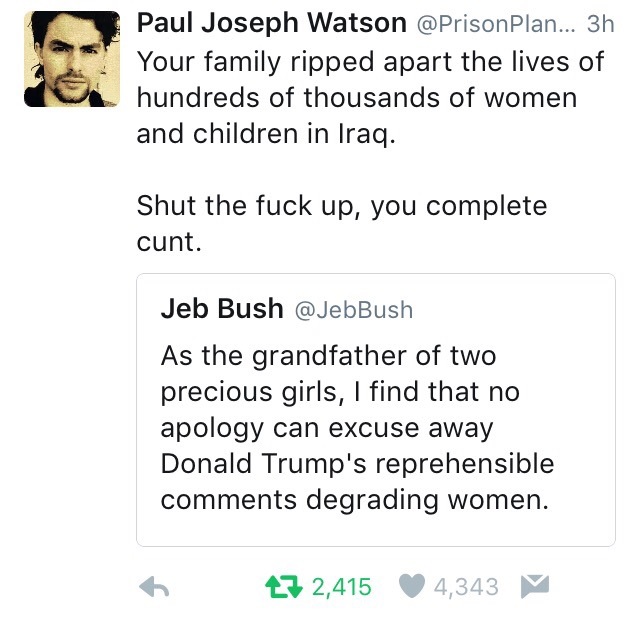 Paul Joseph Watson @PrisonPlan... 3h
Your family ripped apart the lives of
hundreds of thousands of women
and children in Iraq.
Shut the fuck up, you complete
cunt.
Jeb Bush @JebBush
As the grandfather of two
precious girls, I find that no
apology can excuse away
Donald Trump's reprehensible
comments degrading women.
2,415 4,343